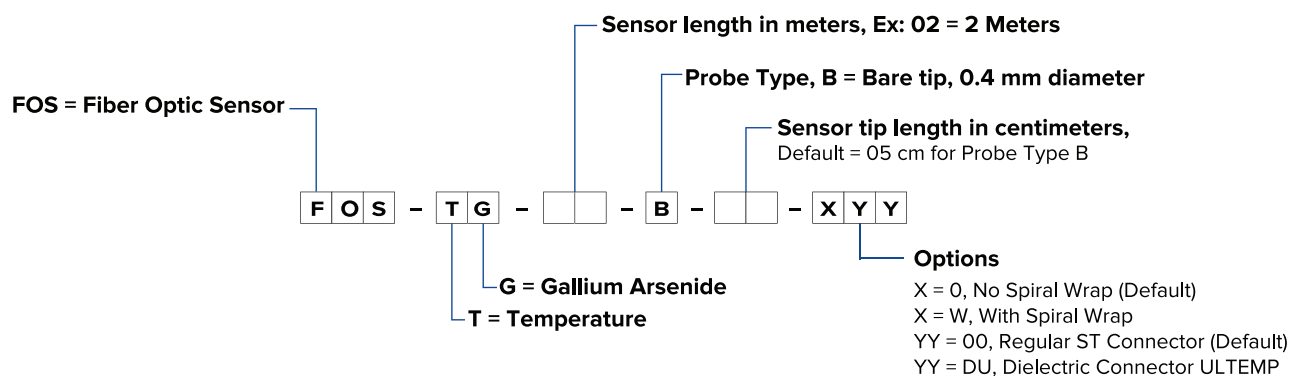 Sensor length in meters, Ex: 02 = 2 Meters
Probe Type, B = Bare tip, 0.4 mm diameter
FOS = Fiber Optic Sensor
Sensor tip length in centimeters,
Default = 05 cm for Probe Type B
F O S - T G - - B - - X Y Y
G = Gallium Arsenide
T = Temperature
Options
X = 0, No Spiral Wrap (Default)
X = W, With Spiral Wrap
YY = 00, Regular ST Connector (Default)
YY = DU, Dielectric Connector ULTEMP